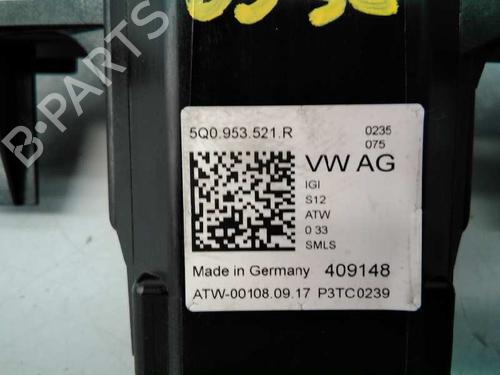 5Q0.953.521.R
0235
075
VW AG
IGI
S12
ATW
0 33
SMLS
Made in Germany 409148
ATW-00108.09.17 P3TC0239
B-PARTS